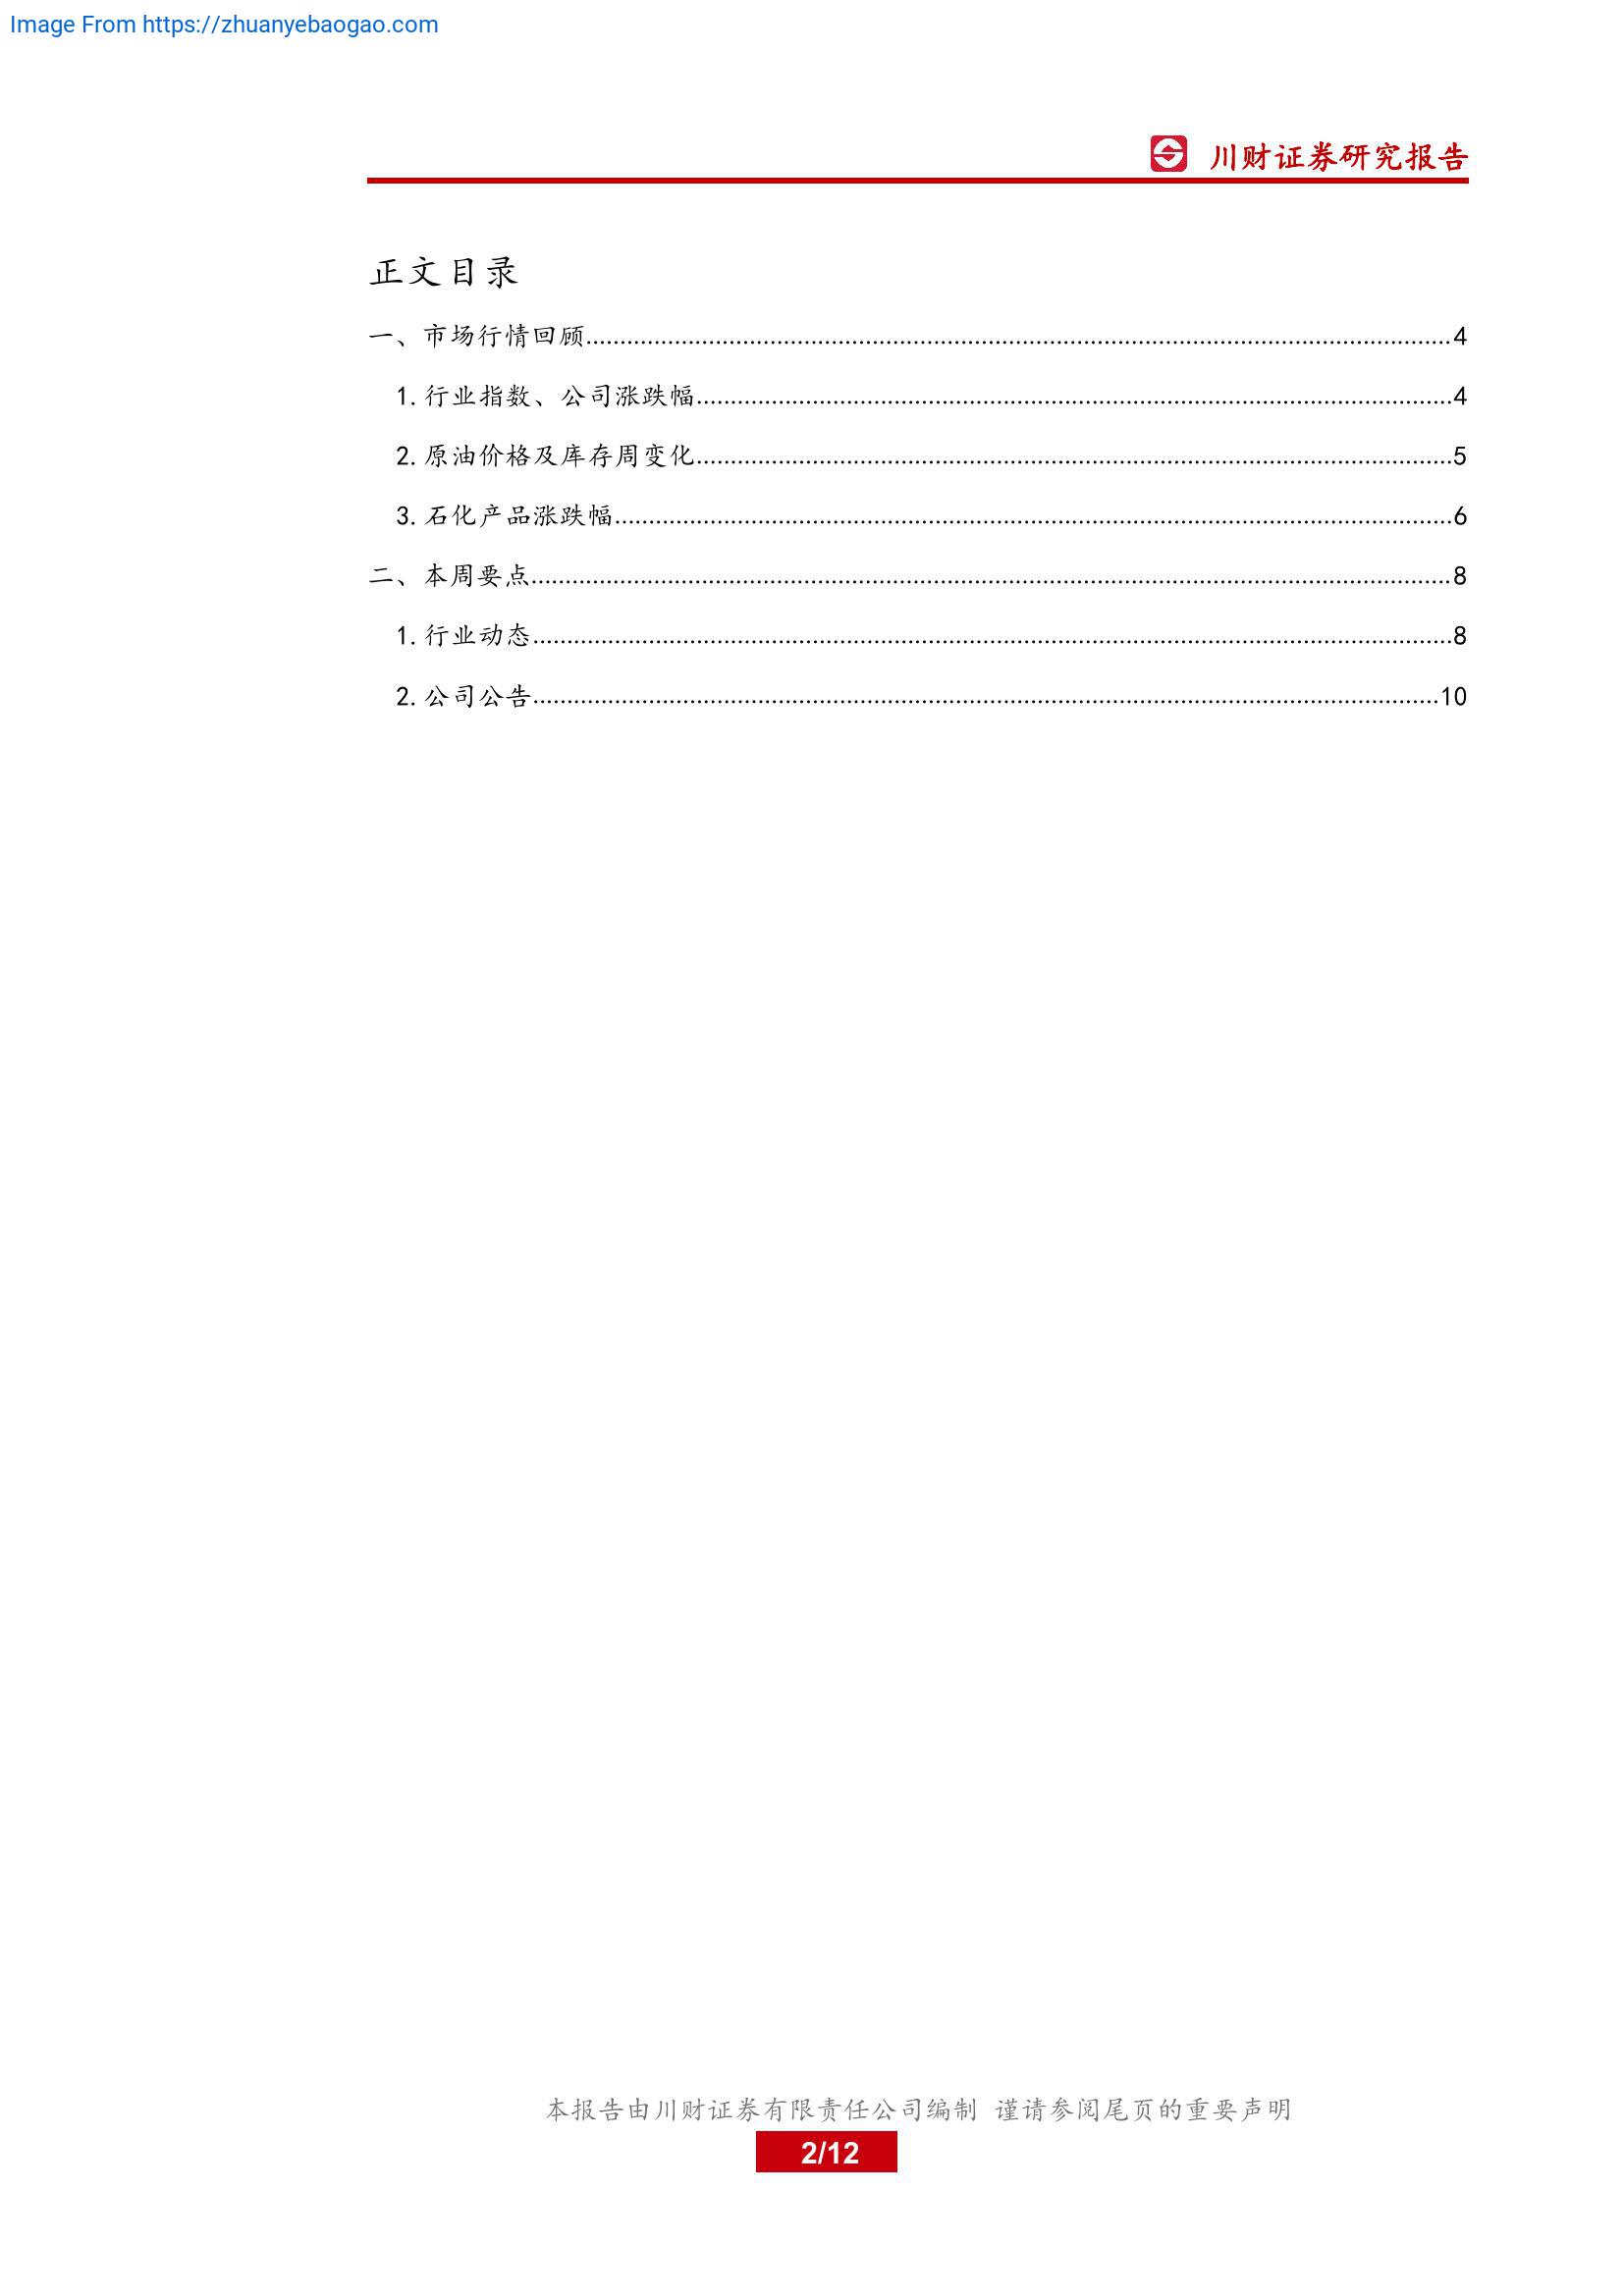 Image From https://zhuanyebaogao.com
川财证券研究报告
正文目录
一、市场行情回顾................................................................4
1.行业指数、公司涨跌幅................................................................4
2.原油价格及库存周变化................................................................5
3.石化产品涨跌幅................................................................6
二、本周要点................................................................8
1.行业动态................................................................8
2.公司公告................................................................10
本报告由川财证券有限责任公司编制 谨请参阅尾页的重要声明
2/12